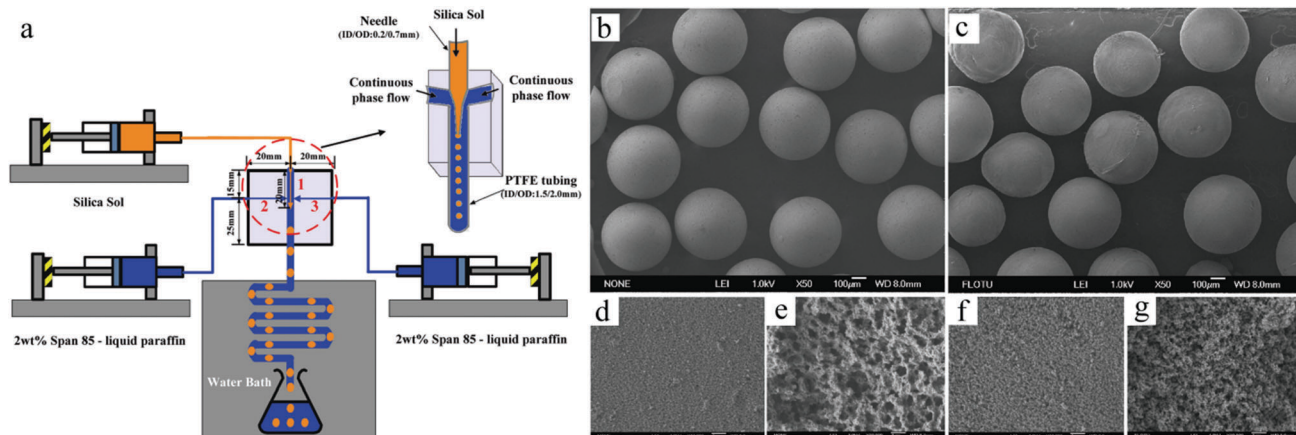 a
Silica Sol
Needle
(ID/OD:0.2/0.7mm)
Continuous
phase flow
Continuous
phase flow
PTFE tubing
(ID/OD:1.5/2.0mm)
20mm
20mm
15mm
20mm
25mm
1
2
3
Silica Sol
2wt% Span 85 - liquid paraffin
2wt% Span 85 - liquid paraffin
Water Bath
b
NONE LEI 1.0kV X50 100µm WD 8.0mm
c
FLOTU LEI 1.0kV X50 100µm WD 8.0mm
d
e
f
g